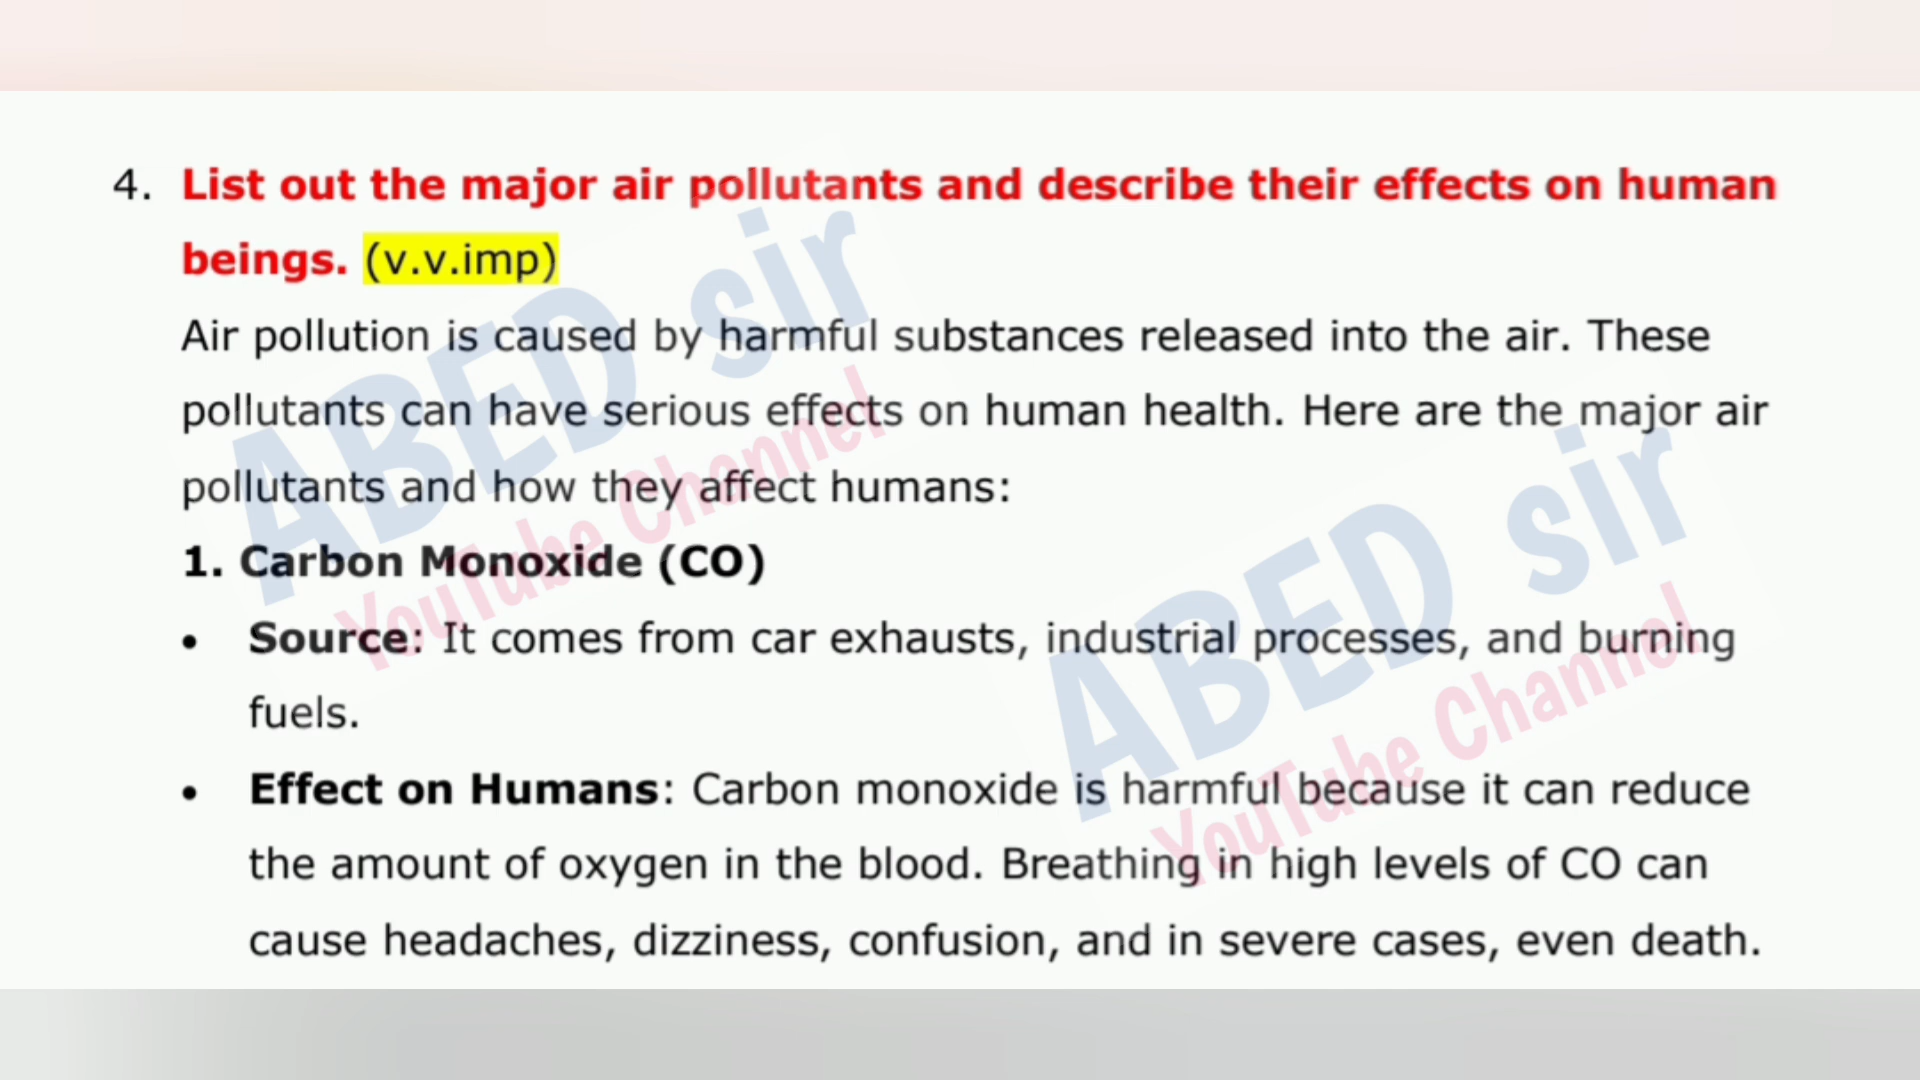 4. List out the major air pollutants and describe their effects on human
beings. (v.v.imp)
Air pollution is caused by harmful substances released into the air. These
pollutants can have serious effects on human health. Here are the major air
pollutants and how they affect humans:
1. Carbon Monoxide (CO)
• Source: It comes from car exhausts, industrial processes, and burning
fuels.
• Effect on Humans: Carbon monoxide is harmful because it can reduce
the amount of oxygen in the blood. Breathing in high levels of CO can
cause headaches, dizziness, confusion, and in severe cases, even death.
ABED sir
YouTube Channel
ABED sir
YouTube Channel